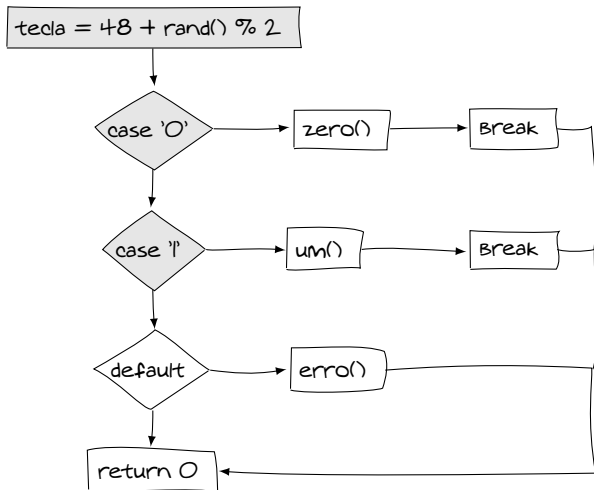 tecla = 48 + rand() % 2
case '0'
zero()
Break
case '1'
um()
Break
default
erro()
return 0